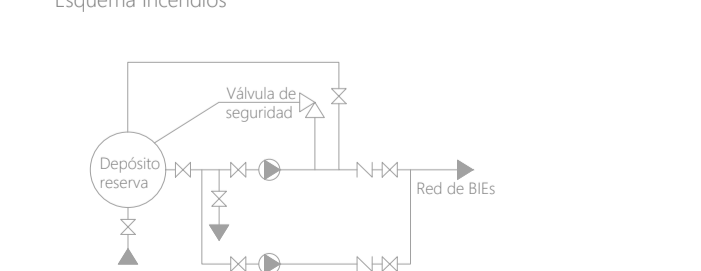 Esquema incendios
Válvula de
seguridad
Depósito
reserva
Red de BIEs